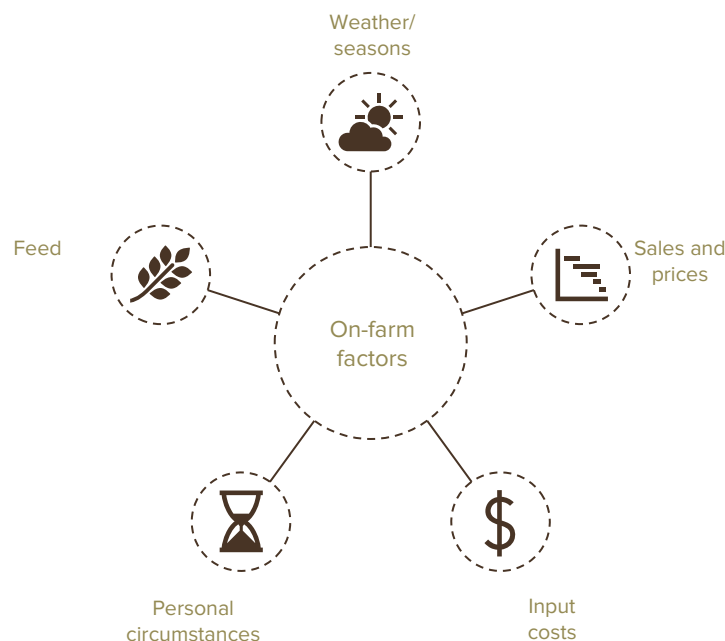 Weather/
seasons
Feed
Sales and
prices
On-farm
factors
Personal
circumstances
Input
costs